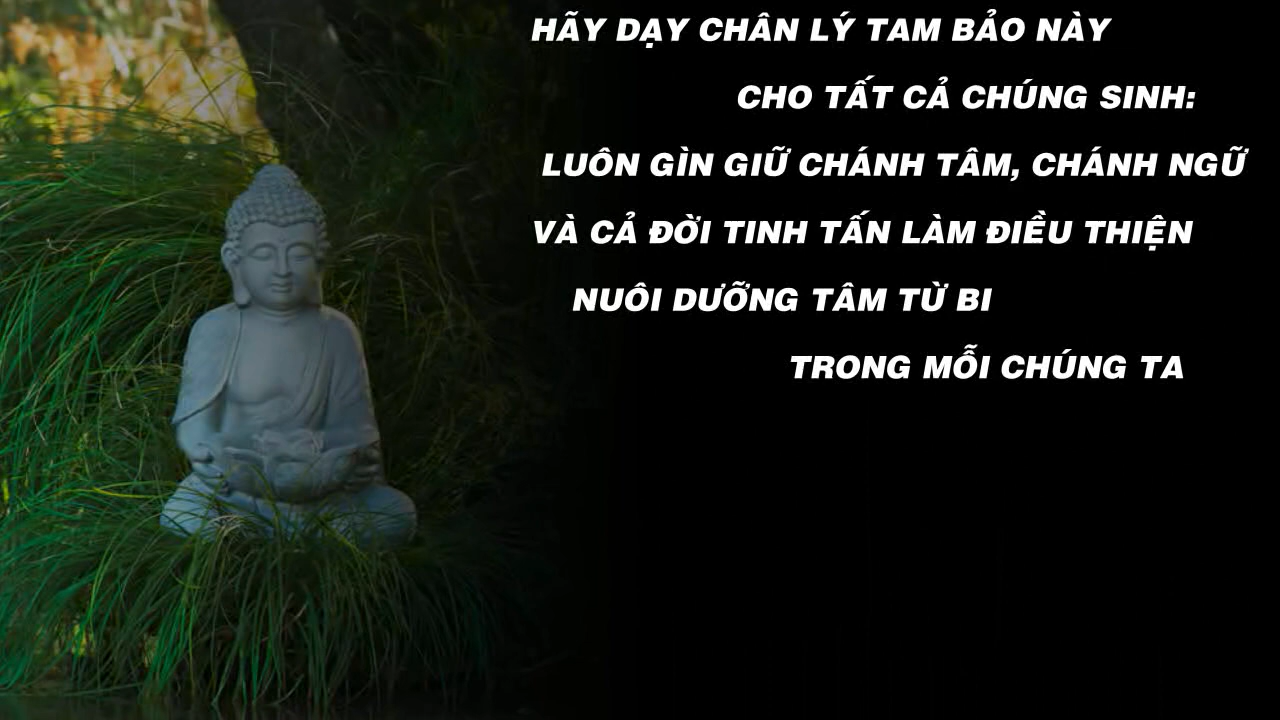 HÃY DẠY CHÂN LÝ TAM BẢO NÀY
CHO TẤT CẢ CHÚNG SINH:
LUÔN GÌN GIỮ CHÁNH TÂM, CHÁNH NGỮ
VÀ CẢ ĐỜI TINH TẤN LÀM ĐIỀU THIỆN
NUÔI DƯỠNG TÂM TỪ BI
TRONG MỖI CHÚNG TA